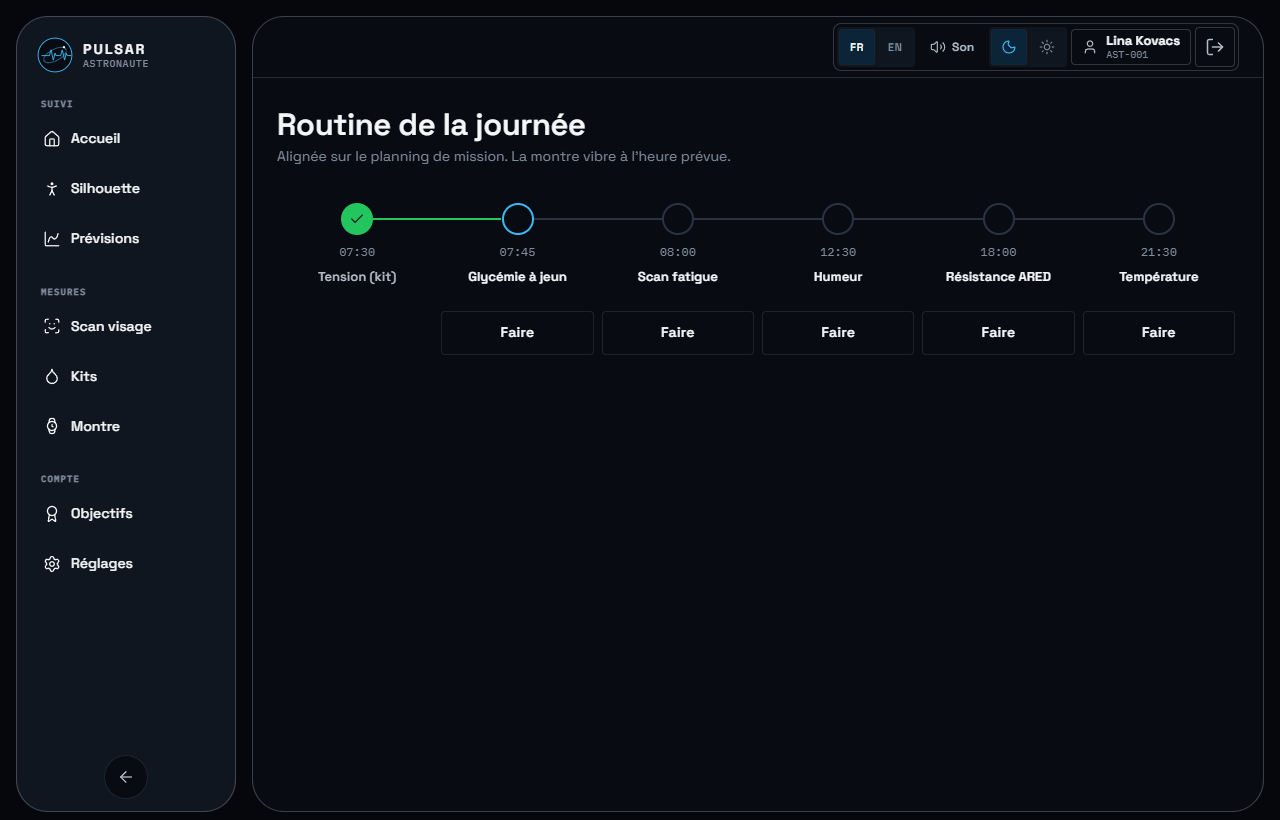 PULSAR
ASTRONAUTE
SUIVI
Accueil
Silhouette
Prévisions
MESURES
Scan visage
Kits
Montre
COMPTE
Objectifs
Réglages
FR
EN
Son
Lina Kovacs
AST-001
Routine de la journée
Alignée sur le planning de mission. La montre vibre à l'heure prévue.
07:30
07:45
08:00
12:30
18:00
21:30
Tension (kit)
Glycémie à jeun
Scan fatigue
Humeur
Résistance ARED
Température
Faire
Faire
Faire
Faire
Faire